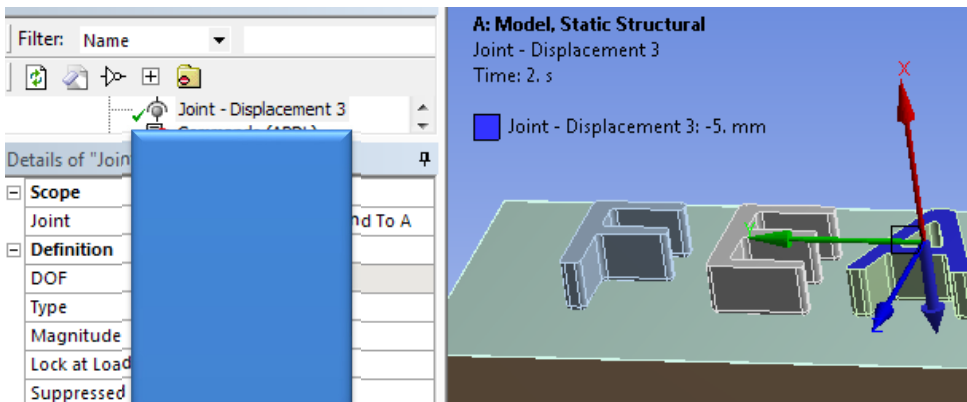 Filter: Name
Joint - Displacement 3
Details of "Join
Scope
Joint nd To A
Definition
DOF
Type
Magnitude
Lock at Load
Suppressed
A: Model, Static Structural
Joint - Displacement 3
Time: 2. s
Joint - Displacement 3: -5. mm
X
Y
F E A
Z